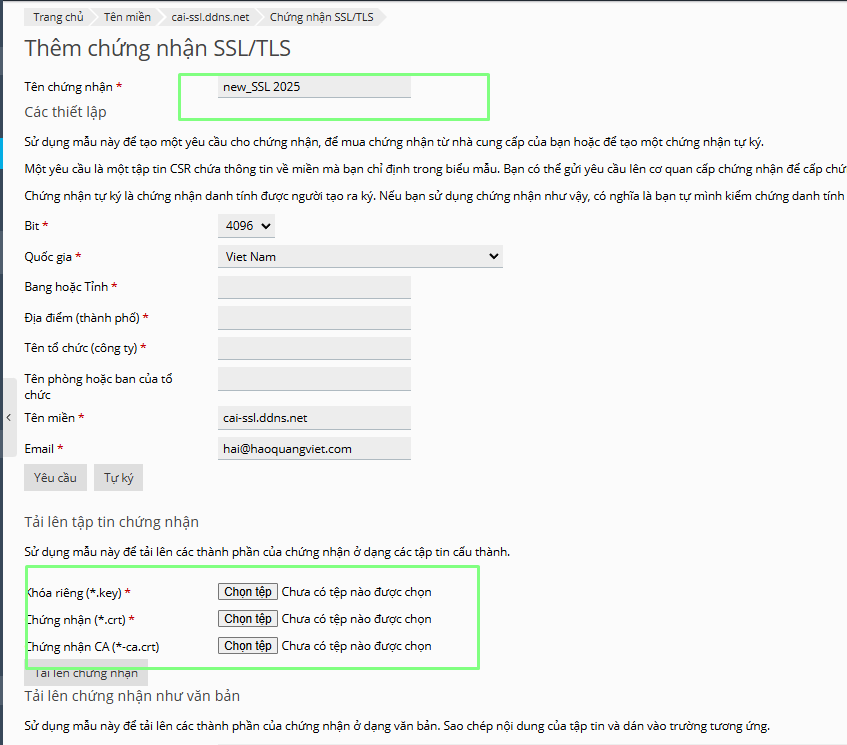 Trang chủ Tên miền cai-ssl.ddns.net Chứng nhận SSL/TLS
Thêm chứng nhận SSL/TLS
Tên chứng nhận * new_SSL 2025
Các thiết lập
Sử dụng mẫu này để tạo một yêu cầu cho chứng nhận, để mua chứng nhận từ nhà cung cấp của bạn hoặc để tạo một chứng nhận tự ký.
Một yêu cầu là một tập tin CSR chứa thông tin về miền mà bạn chỉ định trong biểu mẫu. Bạn có thể gửi yêu cầu lên cơ quan cấp chứng nhận để cấp chứ
Chứng nhận tự ký là chứng nhận danh tính được người tạo ra ký. Nếu bạn sử dụng chứng nhận như vậy, có nghĩa là bạn tự mình kiểm chứng danh tính
Bit * 4096
Quốc gia * Viet Nam
Bang hoặc Tỉnh *
Địa điểm (thành phố) *
Tên tổ chức (công ty) *
Tên phòng hoặc ban của tổ
chức
Tên miền * cai-ssl.ddns.net
Email * hai@haoquangviet.com
Yêu cầu Tự ký
Tải lên tập tin chứng nhận
Sử dụng mẫu này để tải lên các thành phần của chứng nhận ở dạng các tập tin cấu thành.
Khóa riêng (*.key) * Chọn tệp Chưa có tệp nào được chọn
Chứng nhận (*.crt) * Chọn tệp Chưa có tệp nào được chọn
Chứng nhận CA (*-ca.crt) Chọn tệp Chưa có tệp nào được chọn
Tải lên chứng nhận
Tải lên chứng nhận như văn bản
Sử dụng mẫu này để tải lên các thành phần của chứng nhận ở dạng văn bản. Sao chép nội dung của tập tin và dán vào trường tương ứng.